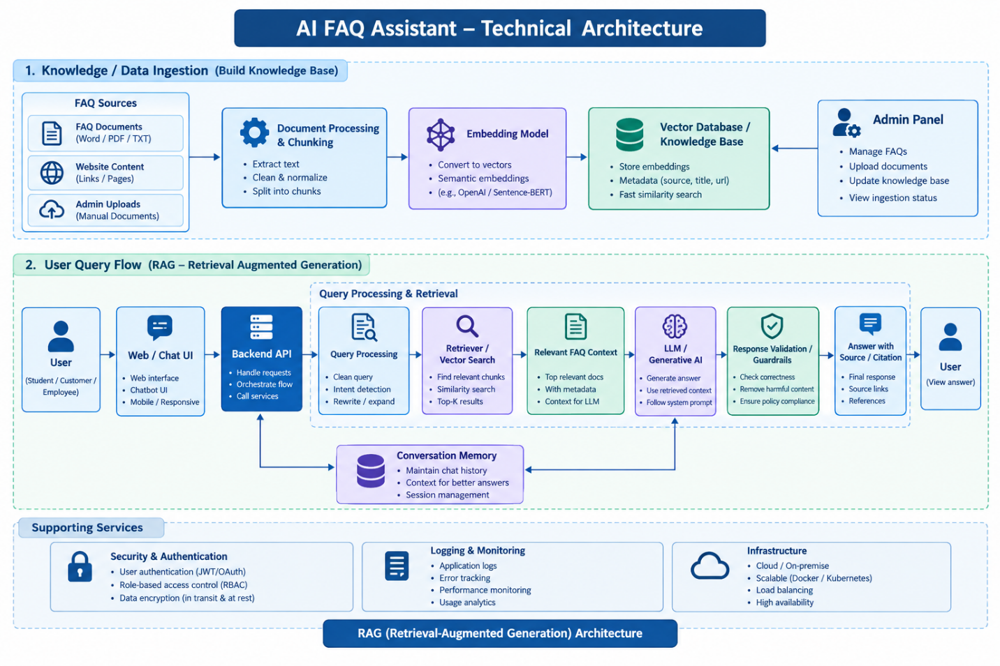 AI FAQ Assistant – Technical Architecture
1. Knowledge / Data Ingestion (Build Knowledge Base)
FAQ Sources
FAQ Documents
(Word / PDF / TXT)
Website Content
(Links / Pages)
Admin Uploads
(Manual Documents)
Document Processing
& Chunking
• Extract text
• Clean & normalize
• Split into chunks
Embedding Model
• Convert to vectors
• Semantic embeddings
• (e.g., OpenAI / Sentence-BERT)
Vector Database /
Knowledge Base
• Store embeddings
• Metadata (source, title, url)
• Fast similarity search
Admin Panel
• Manage FAQs
• Upload documents
• Update knowledge base
• View ingestion status
2. User Query Flow (RAG – Retrieval Augmented Generation)
Query Processing & Retrieval
User
(Student / Customer /
Employee)
Web / Chat UI
• Web interface
• Chatbot UI
• Mobile / Responsive
Backend API
• Handle requests
• Orchestrate flow
• Call services
Query Processing
• Clean query
• Intent detection
• Rewrite / expand
Retriever /
Vector Search
• Find relevant chunks
• Similarity search
• Top-K results
Relevant FAQ Context
• Top relevant docs
• With metadata
• Context for LLM
LLM /
Generative AI
• Generate answer
• Use retrieved context
• Follow system prompt
Response Validation /
Guardrails
• Check correctness
• Remove harmful content
• Ensure policy compliance
Answer with
Source / Citation
• Final response
• Source links
• References
User
(View answer)
Conversation Memory
• Maintain chat history
• Context for better answers
• Session management
Supporting Services
Security & Authentication
• User authentication (JWT/OAuth)
• Role-based access control (RBAC)
• Data encryption (in transit & at rest)
Logging & Monitoring
• Application logs
• Error tracking
• Performance monitoring
• Usage analytics
Infrastructure
• Cloud / On-premise
• Scalable (Docker / Kubernetes)
• Load balancing
• High availability
RAG (Retrieval-Augmented Generation) Architecture